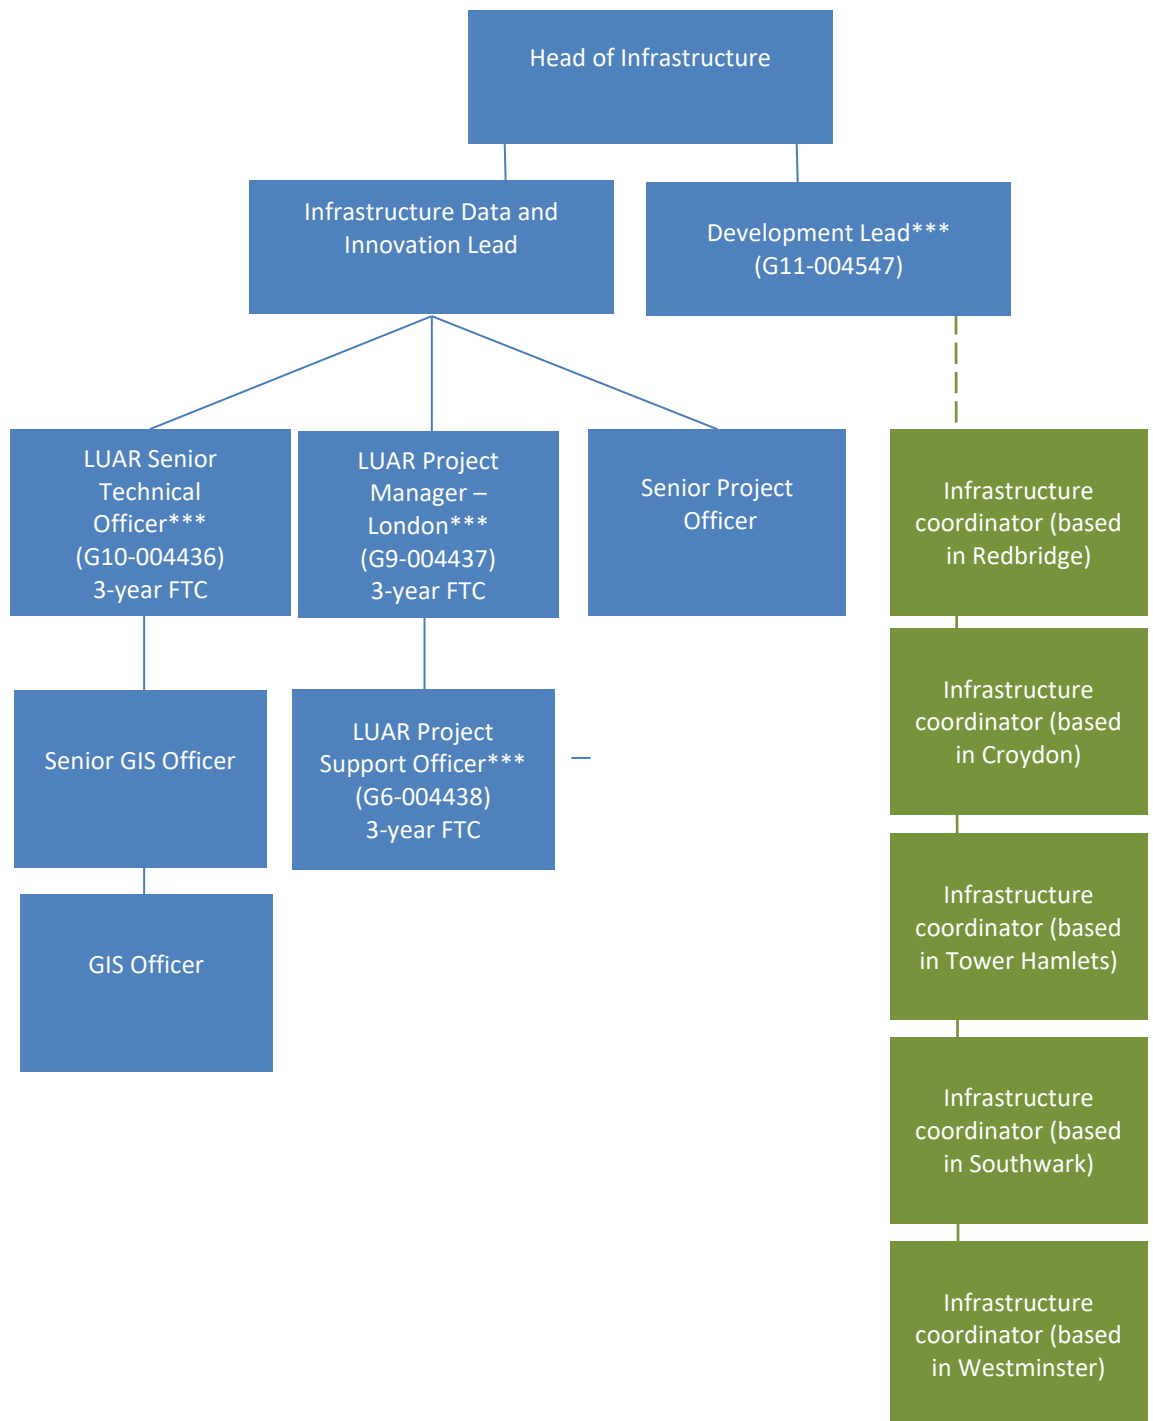 Head of Infrastructure
Infrastructure Data and
Innovation Lead
Development Lead***
(G11-004547)
LUAR Senior
Technical
Officer***
(G10-004436)
3-year FTC
LUAR Project
Manager –
London***
(G9-004437)
3-year FTC
Senior Project
Officer
Infrastructure
coordinator (based
in Redbridge)
Senior GIS Officer
LUAR Project
Support Officer***
(G6-004438)
3-year FTC
Infrastructure
coordinator (based
in Croydon)
GIS Officer
Infrastructure
coordinator (based
in Tower Hamlets)
Infrastructure
coordinator (based
in Southwark)
Infrastructure
coordinator (based
in Westminster)